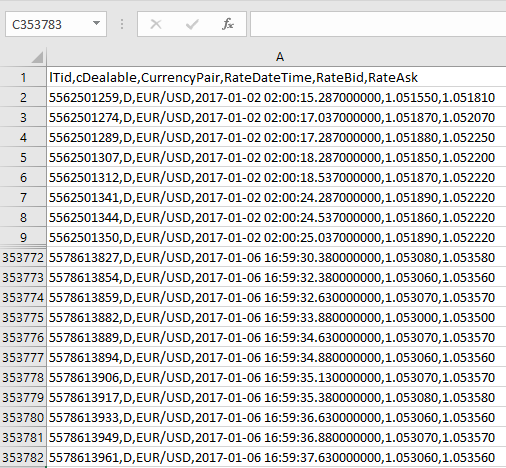 C353783 fx
A
1 lTid,cDealable,CurrencyPair,RateDateTime,RateBid,RateAsk
2 5562501259,D,EUR/USD,2017-01-02 02:00:15.287000000,1.051550,1.051810
3 5562501274,D,EUR/USD,2017-01-02 02:00:17.037000000,1.051870,1.052070
4 5562501289,D,EUR/USD,2017-01-02 02:00:17.287000000,1.051880,1.052250
5 5562501307,D,EUR/USD,2017-01-02 02:00:18.287000000,1.051850,1.052200
6 5562501312,D,EUR/USD,2017-01-02 02:00:18.537000000,1.051870,1.052220
7 5562501341,D,EUR/USD,2017-01-02 02:00:24.287000000,1.051890,1.052220
8 5562501344,D,EUR/USD,2017-01-02 02:00:24.537000000,1.051860,1.052220
9 5562501350,D,EUR/USD,2017-01-02 02:00:25.037000000,1.051890,1.052220
353772 5578613827,D,EUR/USD,2017-01-06 16:59:30.380000000,1.053080,1.053580
353773 5578613854,D,EUR/USD,2017-01-06 16:59:32.380000000,1.053060,1.053560
353774 5578613859,D,EUR/USD,2017-01-06 16:59:32.630000000,1.053070,1.053570
353775 5578613882,D,EUR/USD,2017-01-06 16:59:33.880000000,1.053000,1.053500
353776 5578613889,D,EUR/USD,2017-01-06 16:59:34.630000000,1.053070,1.053570
353777 5578613894,D,EUR/USD,2017-01-06 16:59:34.880000000,1.053060,1.053560
353778 5578613906,D,EUR/USD,2017-01-06 16:59:35.130000000,1.053070,1.053570
353779 5578613917,D,EUR/USD,2017-01-06 16:59:35.380000000,1.053080,1.053580
353780 5578613933,D,EUR/USD,2017-01-06 16:59:36.630000000,1.053060,1.053560
353781 5578613949,D,EUR/USD,2017-01-06 16:59:36.880000000,1.053070,1.053570
353782 5578613961,D,EUR/USD,2017-01-06 16:59:37.630000000,1.053060,1.053560